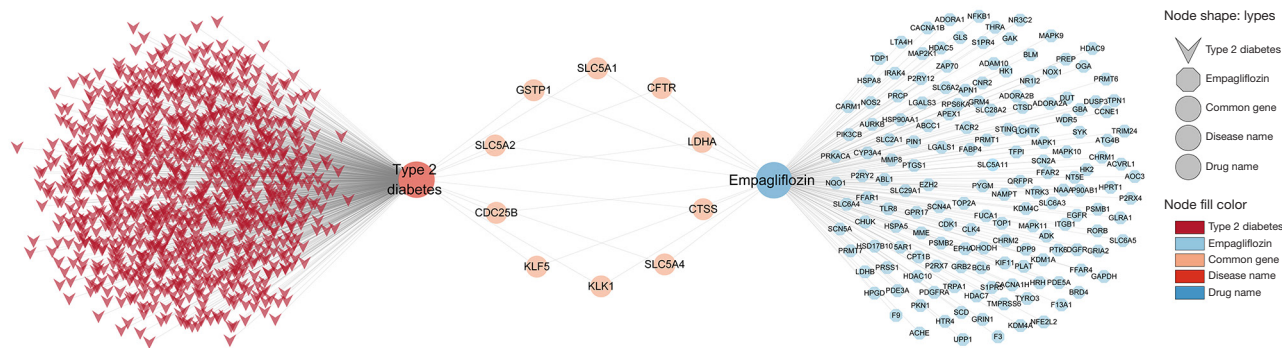 Type 2
diabetes
SLC5A1
GSTP1
CFTR
SLC5A2
LDHA
CDC25B
CTSS
KLF5
SLC5A4
KLK1
Empagliflozin
ADORA1
NFKB1
CACNA1B
THRA
NR3C2
LTA4H
GLS
GAK
MAPK9
HDAC5
S1PR4
TDP1
MAP2K1
BLM
HDAC9
ADAM10
PREP
IRAK4
ZAP70
OGA
HSPA8
P2RY12
HK1
NOX1
CNR2
NR1I2
PRMT6
PRCP
SLC6A2
APN1
CARM1
NOS2
LGALS3
ADORA2B
DUT
RPS6KA
GRM4
CTSD
ADORA2A
DUSP3
TPN1
GBA
APEX1
SLC28A2
CCNE1
AURKB
HSP90AA1
WDR5
ABCC1
STING
TACR2
LCHTK
SYK
TRIM24
PIK3CB
SLC2A1
PIN1
PRMT1
MAPK1
ATG4B
PRKACA
CYP3A4
LGALS1
FABP4
TFPI
MAPK10
MMP8
PTGS1
SLC5A11
SCN2A
CHRM1
ACVRL1
P2RY2
ABL1
FFAR2
HK2
NQO1
EZH2
QRFPR
NT5E
AOC3
SLC29A1
PYGM
NTRK3
HPRT1
FFAR1
NAMPT
P2RX4
SLC6A4
TLR8
SCN4A
TOP2A
KDM4C
SLC6A3
PSMB1
GPR17
FUCA1
EGFR
GLRA1
SCN5A
CHUK
CDK1
CLK4
TOP1
MAPK11
ITGB1
RORB
HSPA5
MME
ADK
PRMT7
HSD17B10
PSMB2
CHODH
CHRM2
DPP9
GRIA2
SLC6A5
CPT1B
KIF11
KDM1A
LDHB
PRSS1
P2RX7
GRB2
BCL6
PLAT
FFAR4
GAPDH
HDAC10
HRH
PDE5A
HPGD
PDE3A
TRPA1
CACNA1H
BRD4
PDGFRA
S1PR5
TYRO3
HDAC7
PKN1
TMPRSS6
F13A1
F9
SCD
HTR4
GRIN1
NFE2L2
KDM4A
ACHE
UPP1
F3
Node shape: lypes
Type 2 diabetes
Empagliflozin
Common gene
Disease name
Drug name
Node fill color
Type 2 diabetes
Empagliflozin
Common gene
Disease name
Drug name